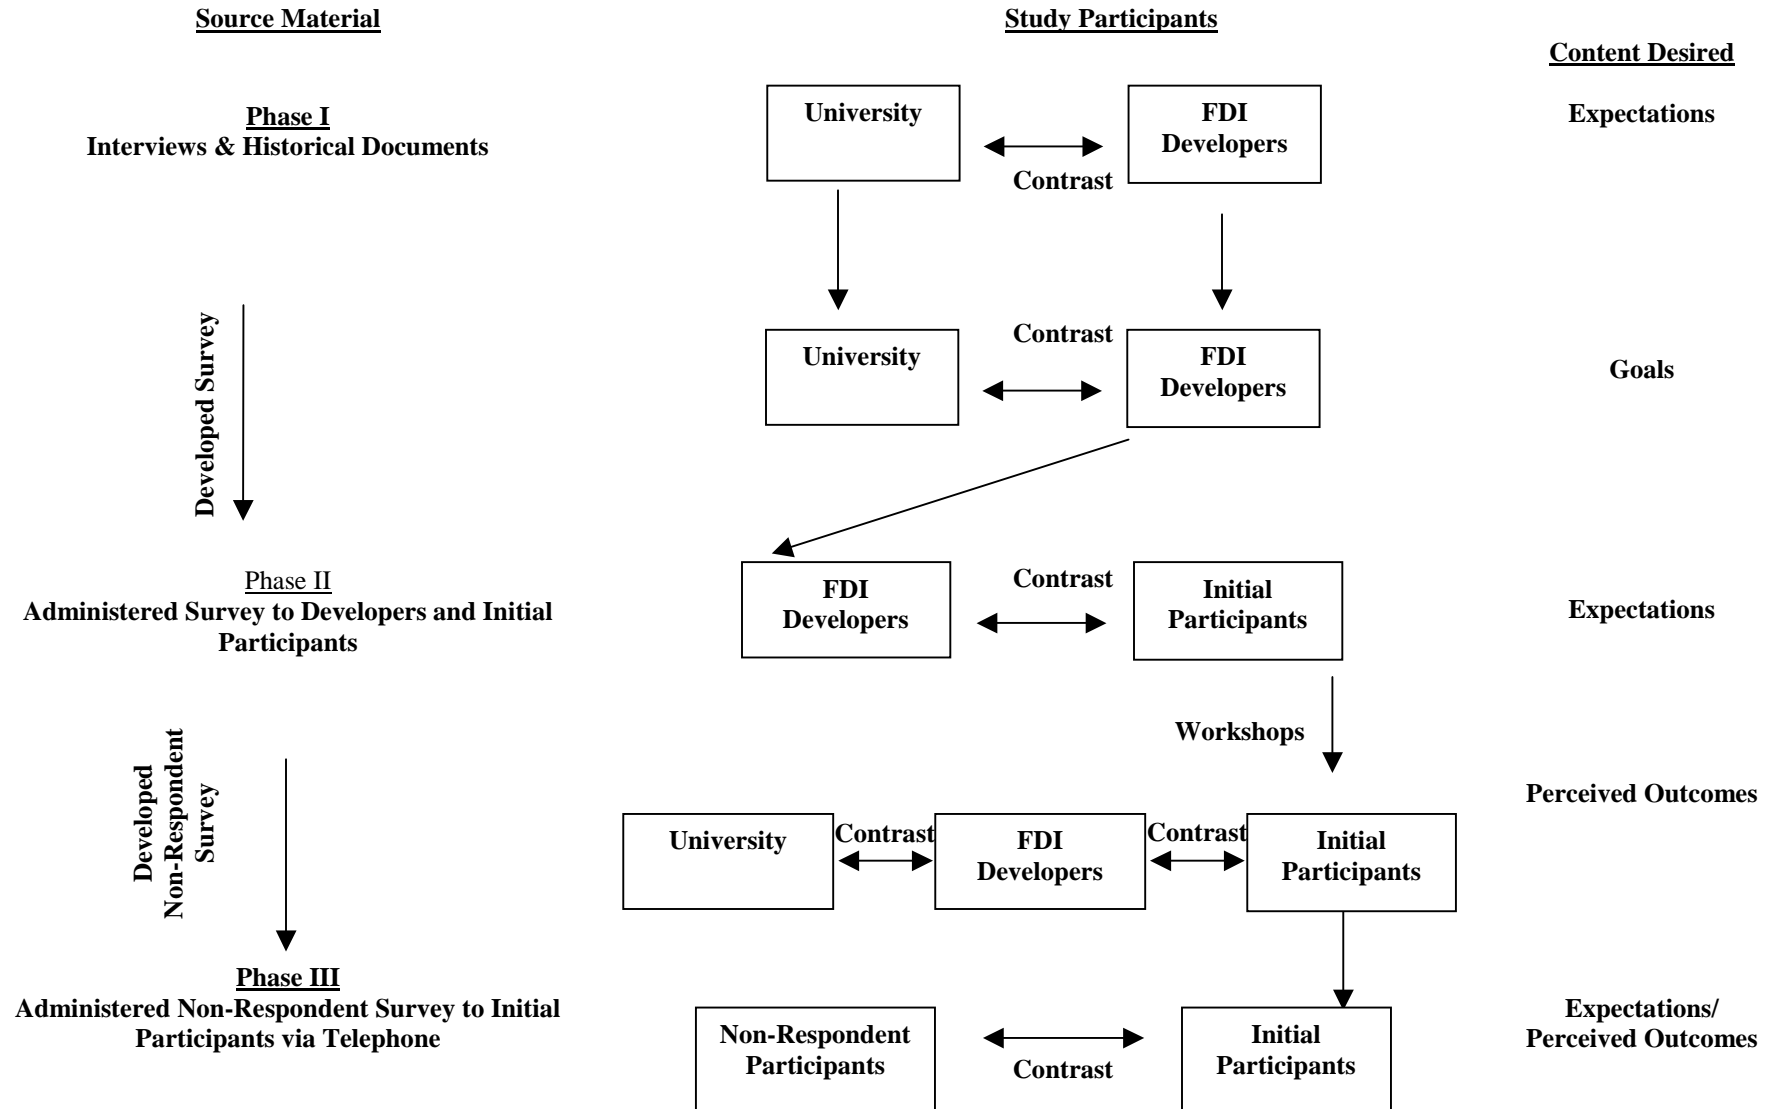 Source Material
Study Participants
Content Desired
Phase I
Interviews & Historical Documents
University
Contrast
FDI
Developers
Expectations
Developed Survey
University
Contrast
FDI
Developers
Goals
Phase II
Administered Survey to Developers and Initial
Participants
FDI
Developers
Contrast
Initial
Participants
Expectations
Workshops
Developed
Non-Respondent
Survey
Perceived Outcomes
University
Contrast
FDI
Developers
Contrast
Initial
Participants
Phase III
Administered Non-Respondent Survey to Initial
Participants via Telephone
Non-Respondent
Participants
Contrast
Initial
Participants
Expectations/
Perceived Outcomes